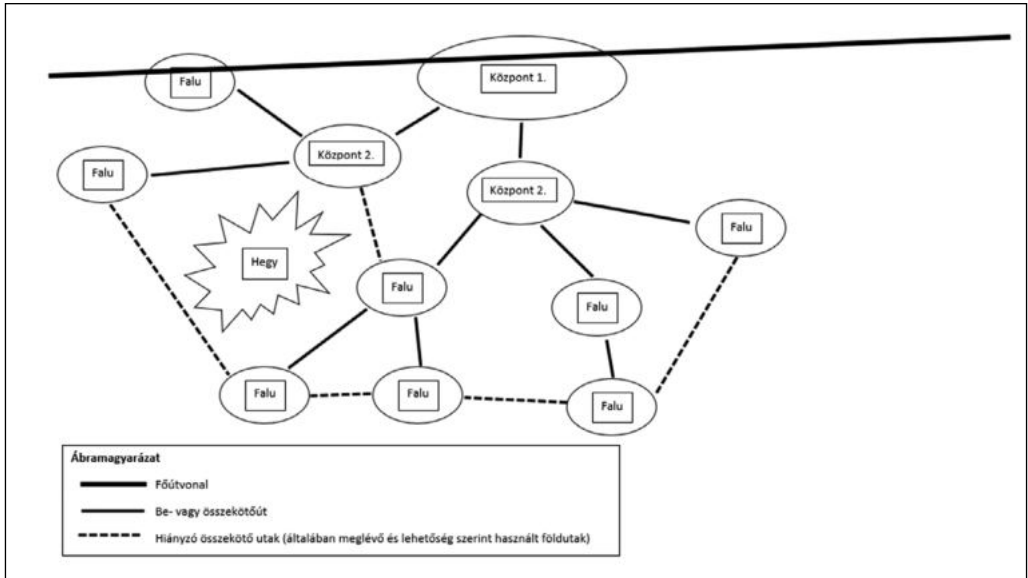 Falu
Központ 1.
Központ 2.
Falu
Központ 2.
Falu
Hegy
Falu
Falu
Falu
Falu
Falu
Ábramagyarázat
Főútvonal
Be- vagy összekötőút
Hiányzó összekötő utak (általában meglévő és lehetőség szerint használt földutak)